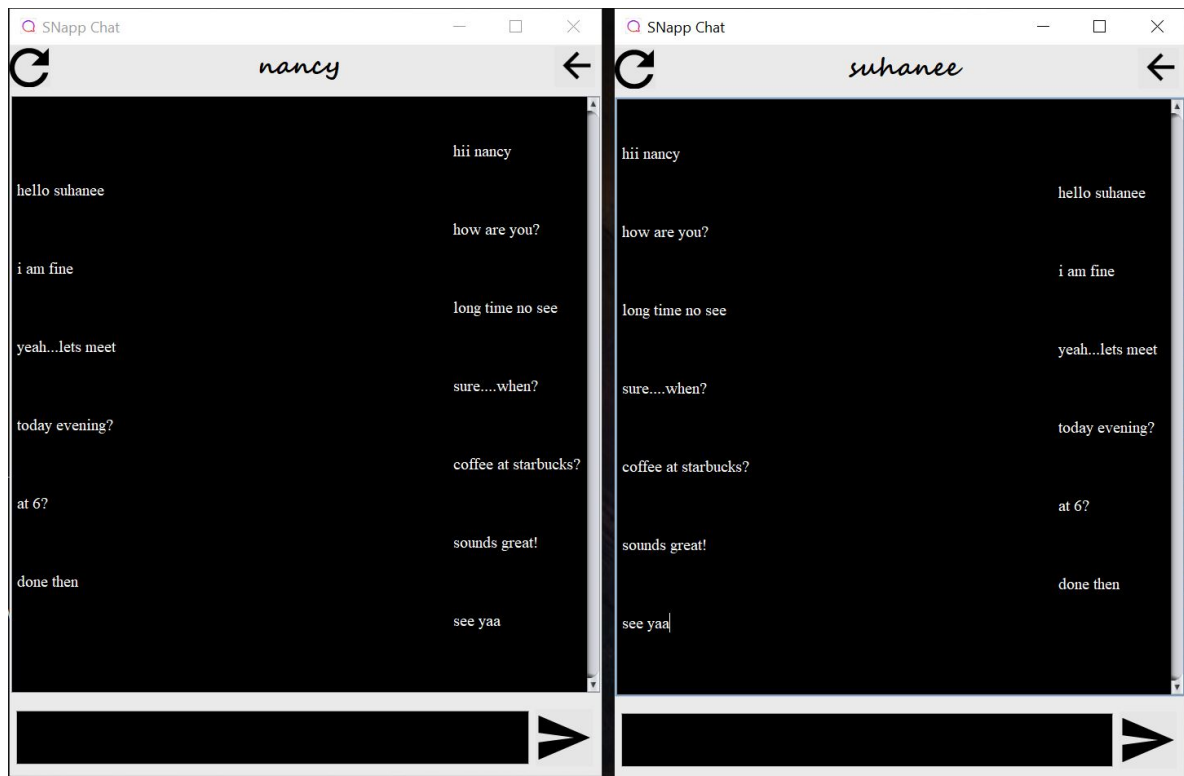 SNapp Chat
nancy
hii nancy
hello suhanee
how are you?
i am fine
long time no see
yeah...lets meet
sure....when?
today evening?
coffee at starbucks?
at 6?
sounds great!
done then
see yaa
SNapp Chat
suhanee
hii nancy
hello suhanee
how are you?
i am fine
long time no see
yeah...lets meet
sure....when?
today evening?
coffee at starbucks?
at 6?
sounds great!
done then
see yaa